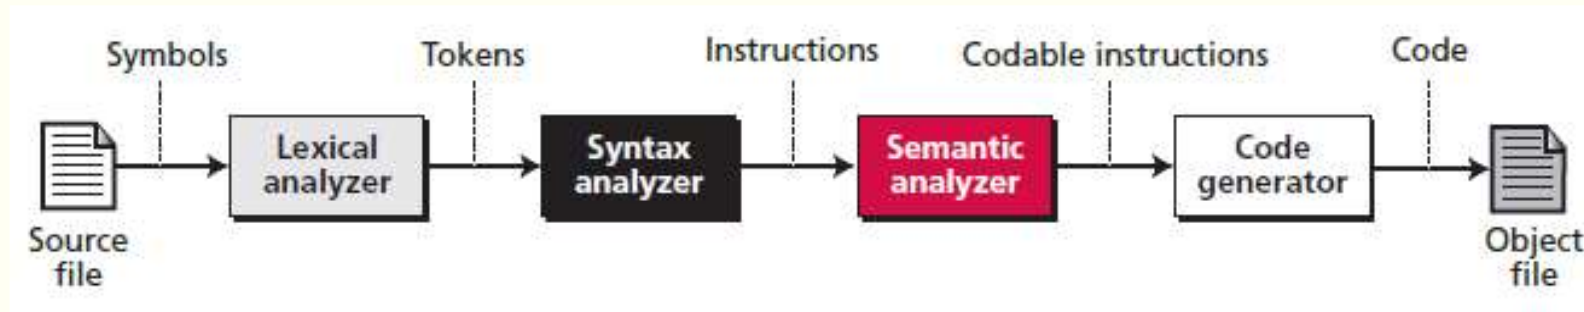 Symbols
Tokens
Instructions
Codable instructions
Code
Source
file
Lexical
analyzer
Syntax
analyzer
Semantic
analyzer
Code
generator
Object
file